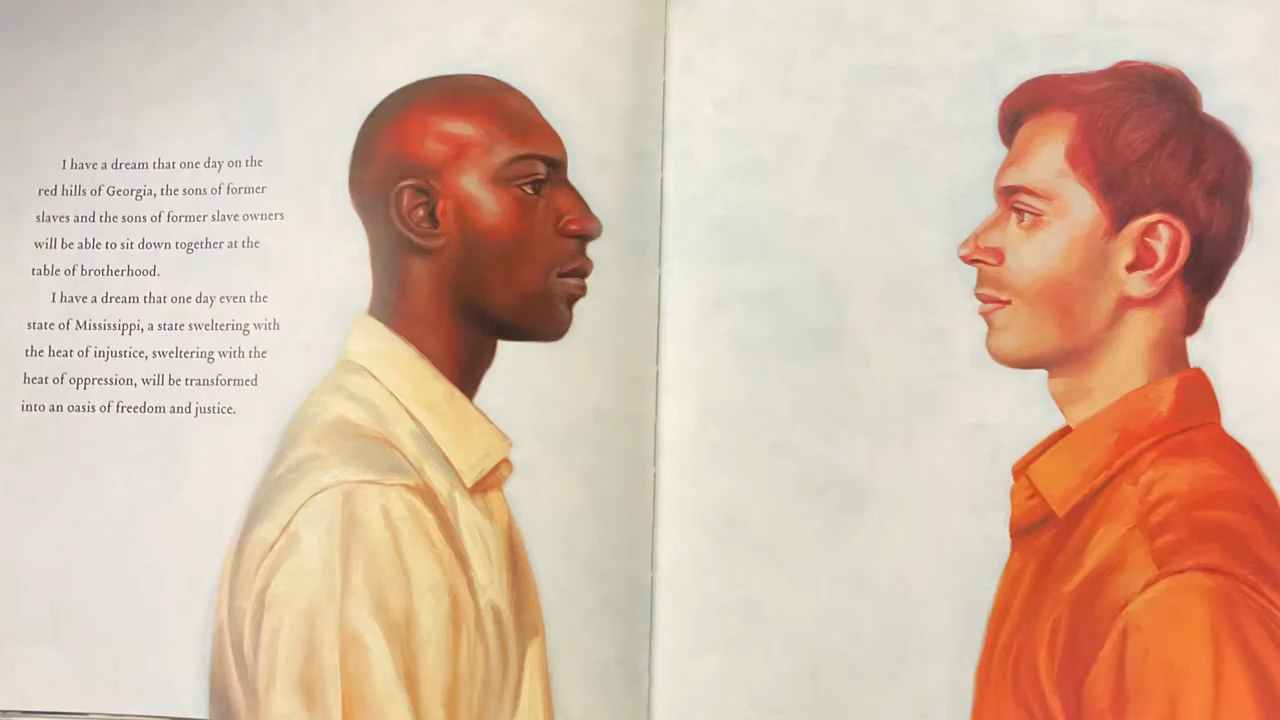 I have a dream that one day on the
red hills of Georgia, the sons of former
slaves and the sons of former slave owners
will be able to sit down together at the
table of brotherhood.
I have a dream that one day even the
state of Mississippi, a state sweltering with
the heat of injustice, sweltering with the
heat of oppression, will be transformed
into an oasis of freedom and justice.